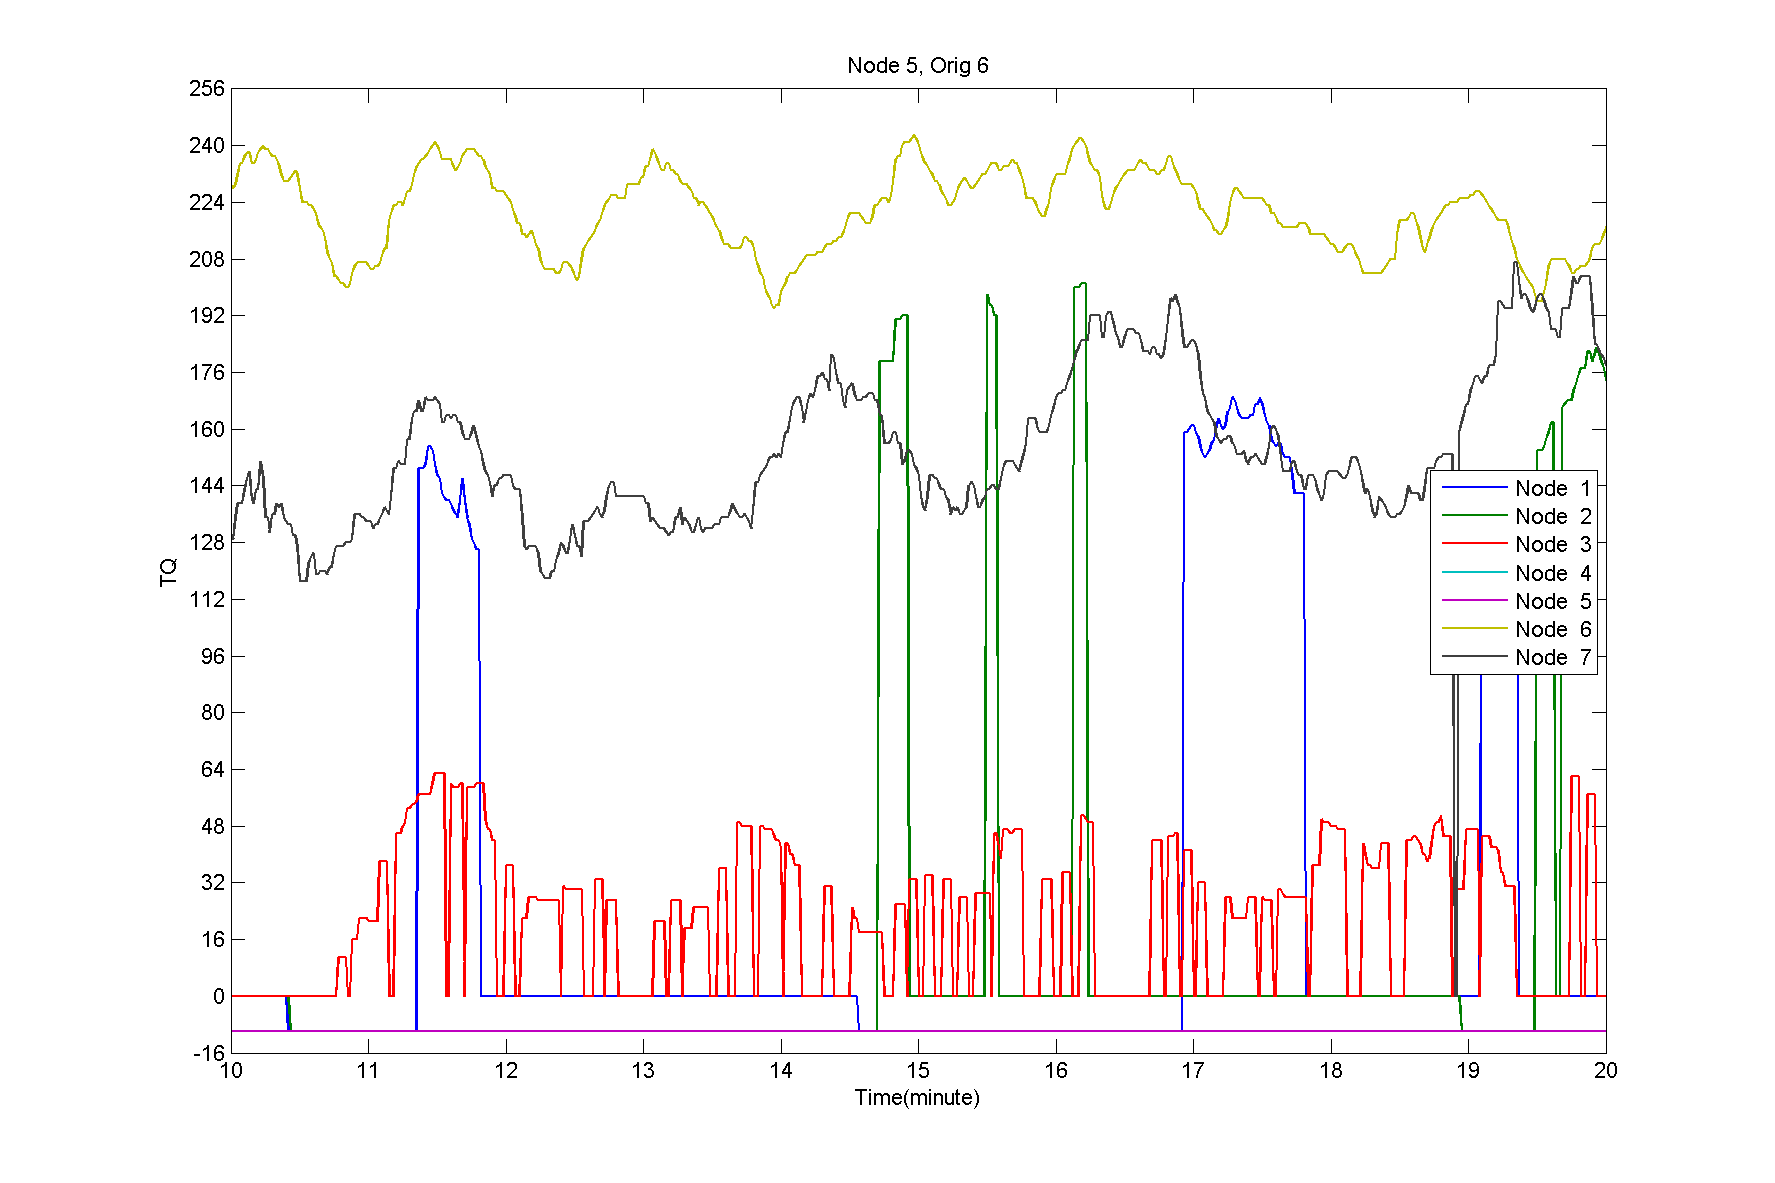 Node 5, Orig 6
256
240
224
208
192
176
160
144
128
112
96
80
64
48
32
16
0
-16
TQ
Node 1
Node 2
Node 3
Node 4
Node 5
Node 6
Node 7
10 11 12 13 14 15 16 17 18 19 20
Time(minute)